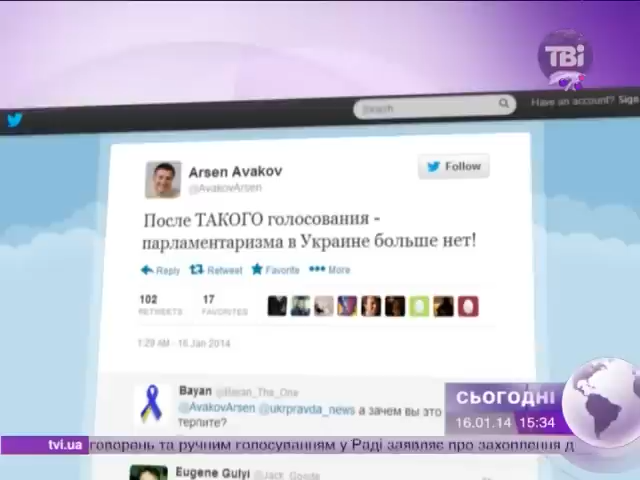 ТВі
Search
Have an account? Sign
Arsen Avakov
@AvakovArsen
Follow
После ТАКОГО голосования -
парламентаризма в Украине больше нет!
Reply Retweet Favorite More
102 17
RETWEETS FAVORITES
1:29 AM - 16 Jan 2014
Bayan @Bayan_The_One
@AvakovArsen @ukrpravda_news а зачем вы это
терпите?
СЬОГОДНІ
16.01.14 15:34
tvi.ua говорень та ручним голосуванням у Раді заявляє про захоплення д
Eugene Gulyi